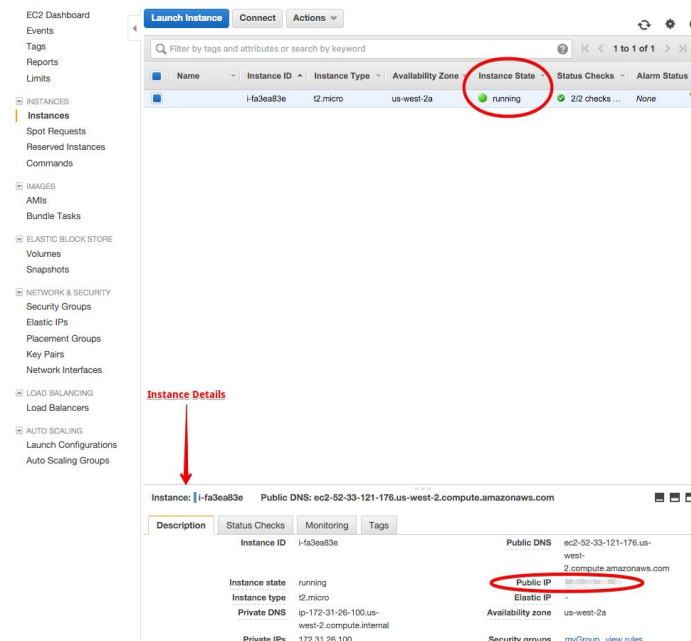 EC2 Dashboard
Events
Tags
Reports
Limits
INSTANCES
Instances
Spot Requests
Reserved Instances
Commands
IMAGES
AMIs
Bundle Tasks
ELASTIC BLOCK STORE
Volumes
Snapshots
NETWORK & SECURITY
Security Groups
Elastic IPs
Placement Groups
Key Pairs
Network Interfaces
LOAD BALANCING
Load Balancers
AUTO SCALING
Launch Configurations
Auto Scaling Groups
Launch Instance Connect Actions
Filter by tags and attributes or search by keyword 1 to 1 of 1
Name Instance ID Instance Type Availability Zone Instance State Status Checks Alarm Status
i-fa3ea83e t2.micro us-west-2a running 2/2 checks ... None
Instance Details
Instance: i-fa3ea83e Public DNS: ec2-52-33-121-176.us-west-2.compute.amazonaws.com
Description Status Checks Monitoring Tags
Instance ID i-fa3ea83e Public DNS ec2-52-33-121-176.us-
west-
2.compute.amazonaws.com
Instance state running Public IP
Instance type t2.micro Elastic IP -
Private DNS ip-172-31-26-100.us- Availability zone us-west-2a
west-2.compute.internal
Private IPs 172.31.26.100 Security groups myGroup. view rules